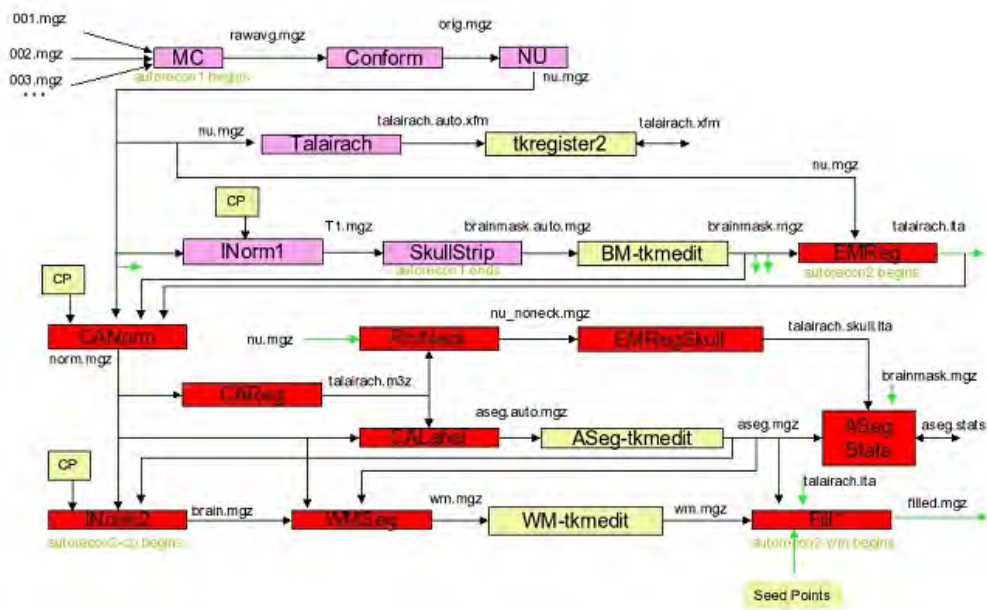 001.mgz
002.mgz
003.mgz
...
MC
autorecon1 begins
rawavg.mgz
Conform
orig.mgz
NU
nu.mgz
nu.mgz
Talairach
talairach.auto.xfm
tkregister2
talairach.xfm
nu.mgz
CP
INorm1
T1.mgz
SkullStrip
autorecon1 ends
brainmask.auto.mgz
BM-tkmedit
brainmask.mgz
EMReg
autorecon2 begins
talairach.lta
CP
CANorm
norm.mgz
nu.mgz
RmNeck
nu_noneck.mgz
EMRegSkull
talairach.skull.lta
brainmask.mgz
CAReg
talairach.m3z
CALabel
aseg.auto.mgz
ASeg-tkmedit
aseg.mgz
ASeg
Stats
aseg.stats
CP
INorm2
autorecon2-cp begins
brain.mgz
WMSeg
wm.mgz
WM-tkmedit
wm.mgz
talairach.lta
Fill*
autorecon2-wm begins
filled.mgz
Seed Points